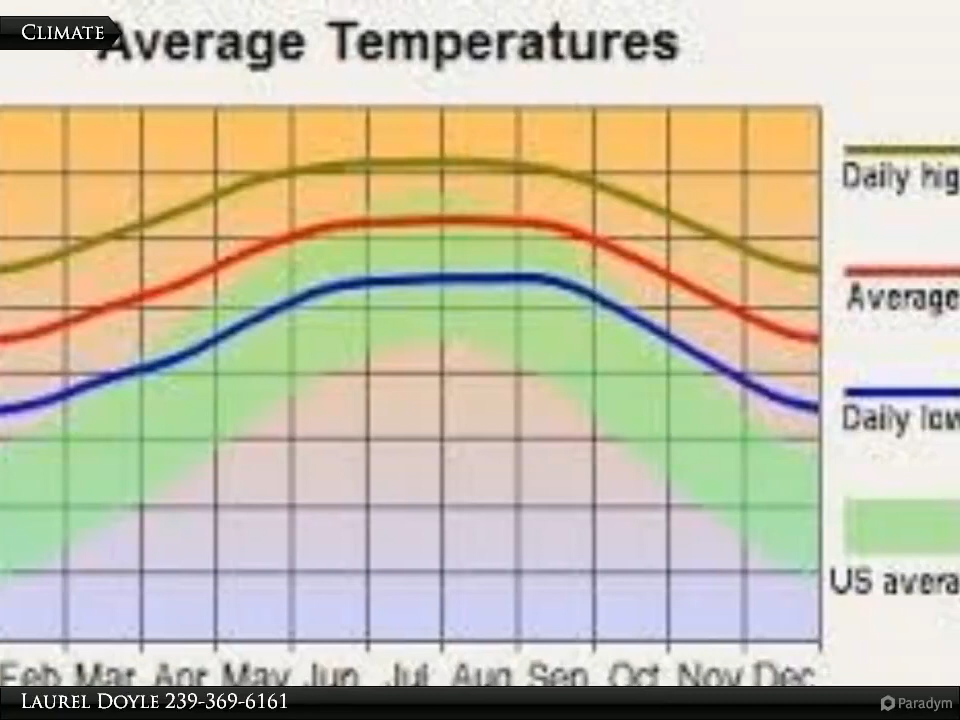 CLIMATE
Average Temperatures
Daily hig
Average
Daily low
US avera
Feb Mar Apr May Jun Jul Aug Sep Oct Nov Dec
LAUREL DOYLE 239-369-6161
Paradym